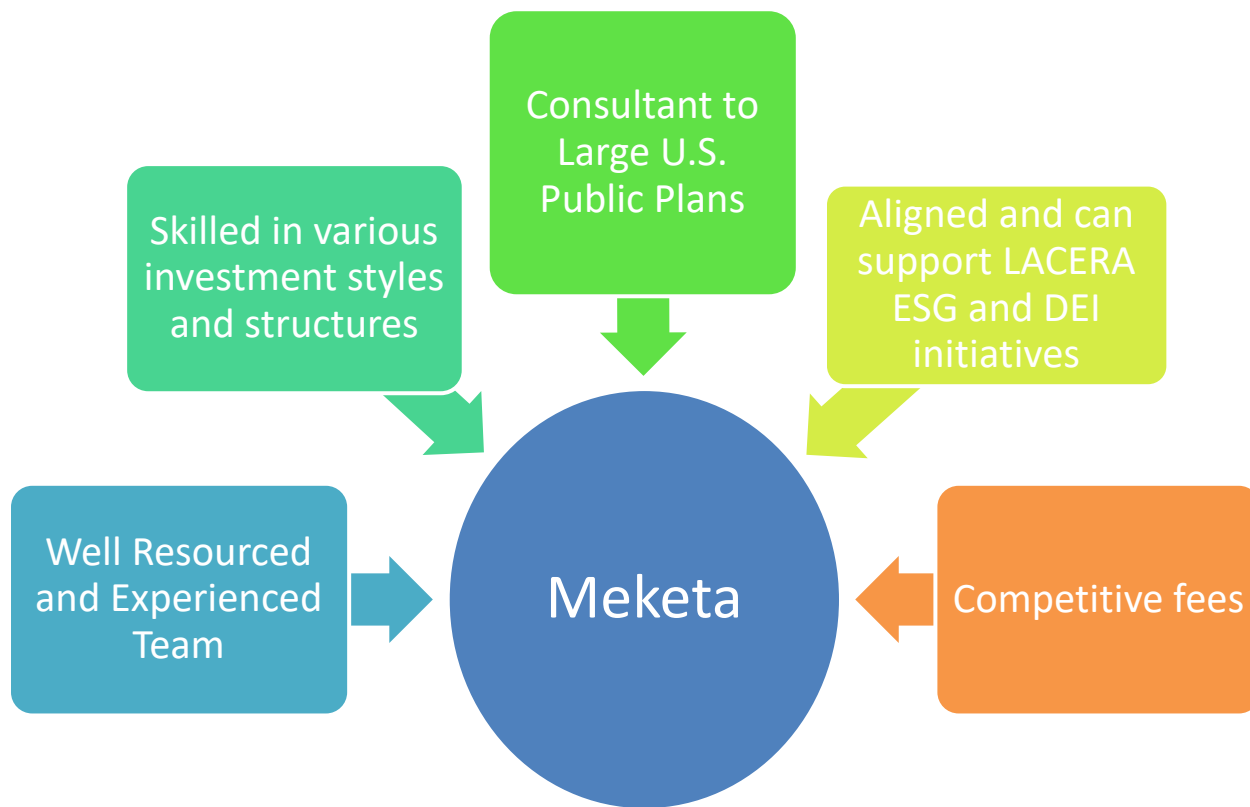 Consultant to
Large U.S.
Public Plans
Skilled in various
investment styles
and structures
Aligned and can
support LACERA
ESG and DEI
initiatives
Well Resourced
and Experienced
Team
Meketa
Competitive fees